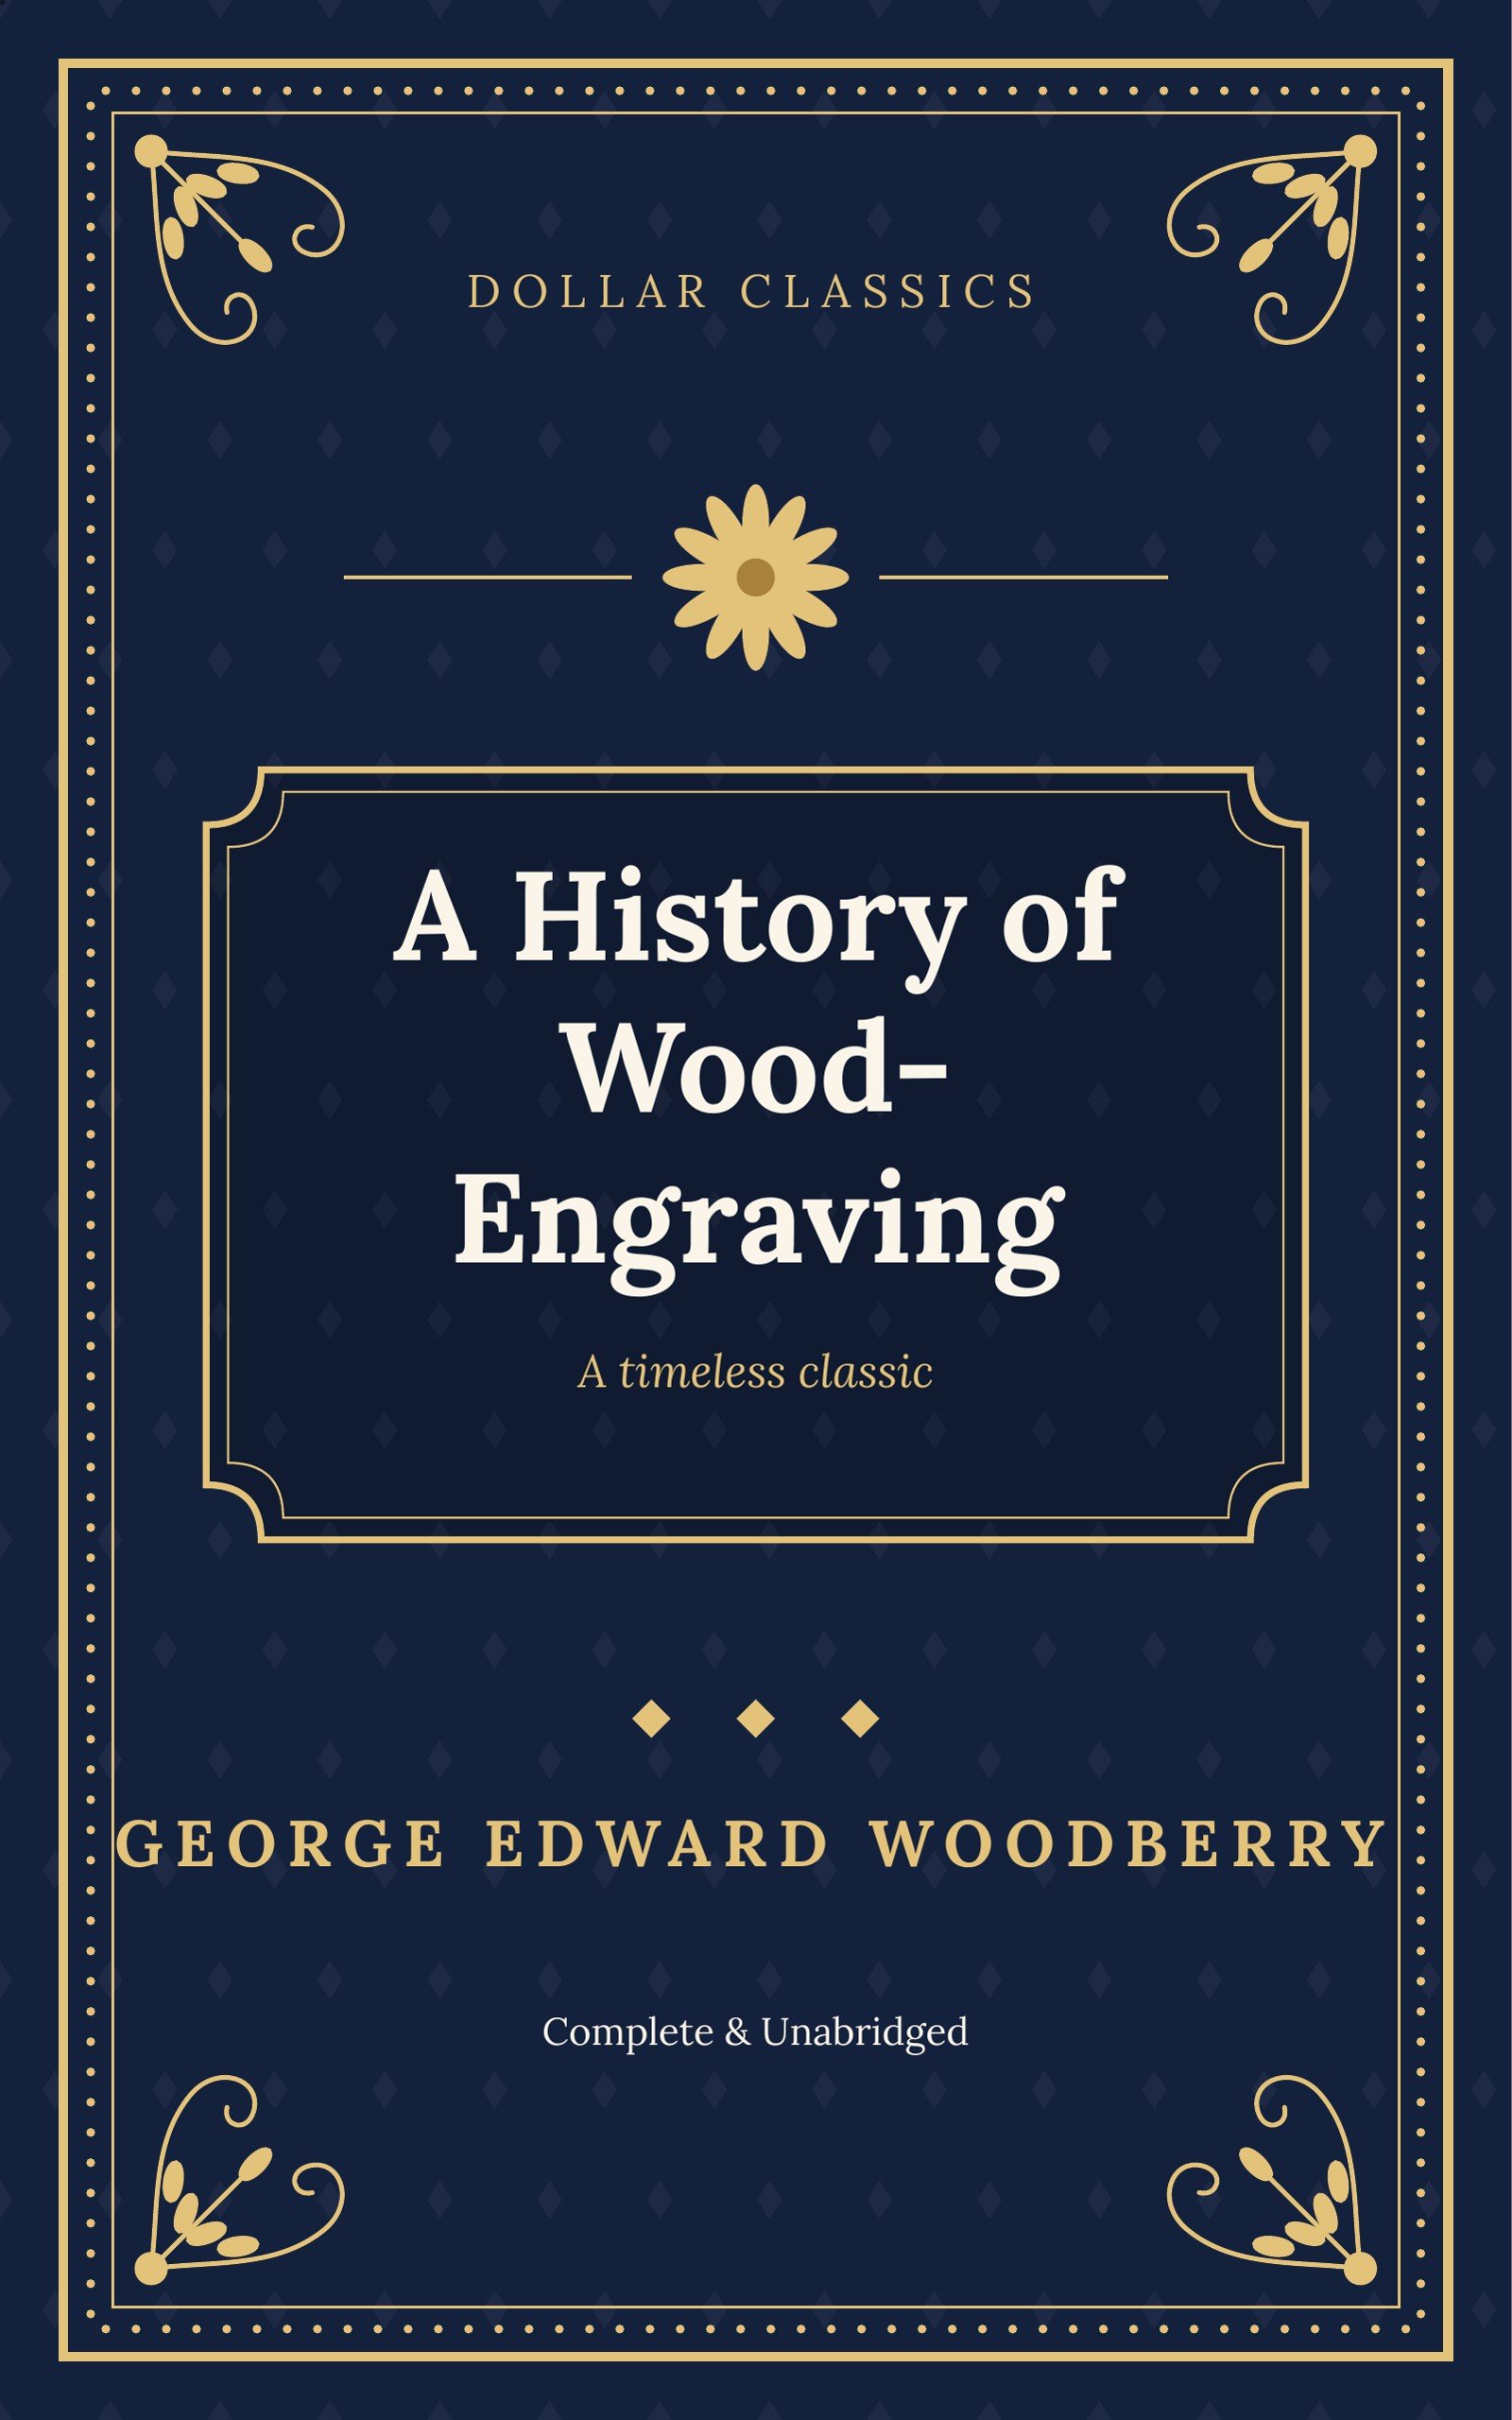 DOLLAR CLASSICS
A History of
Wood-
Engraving
A timeless classic
GEORGE EDWARD WOODBERRY
Complete & Unabridged